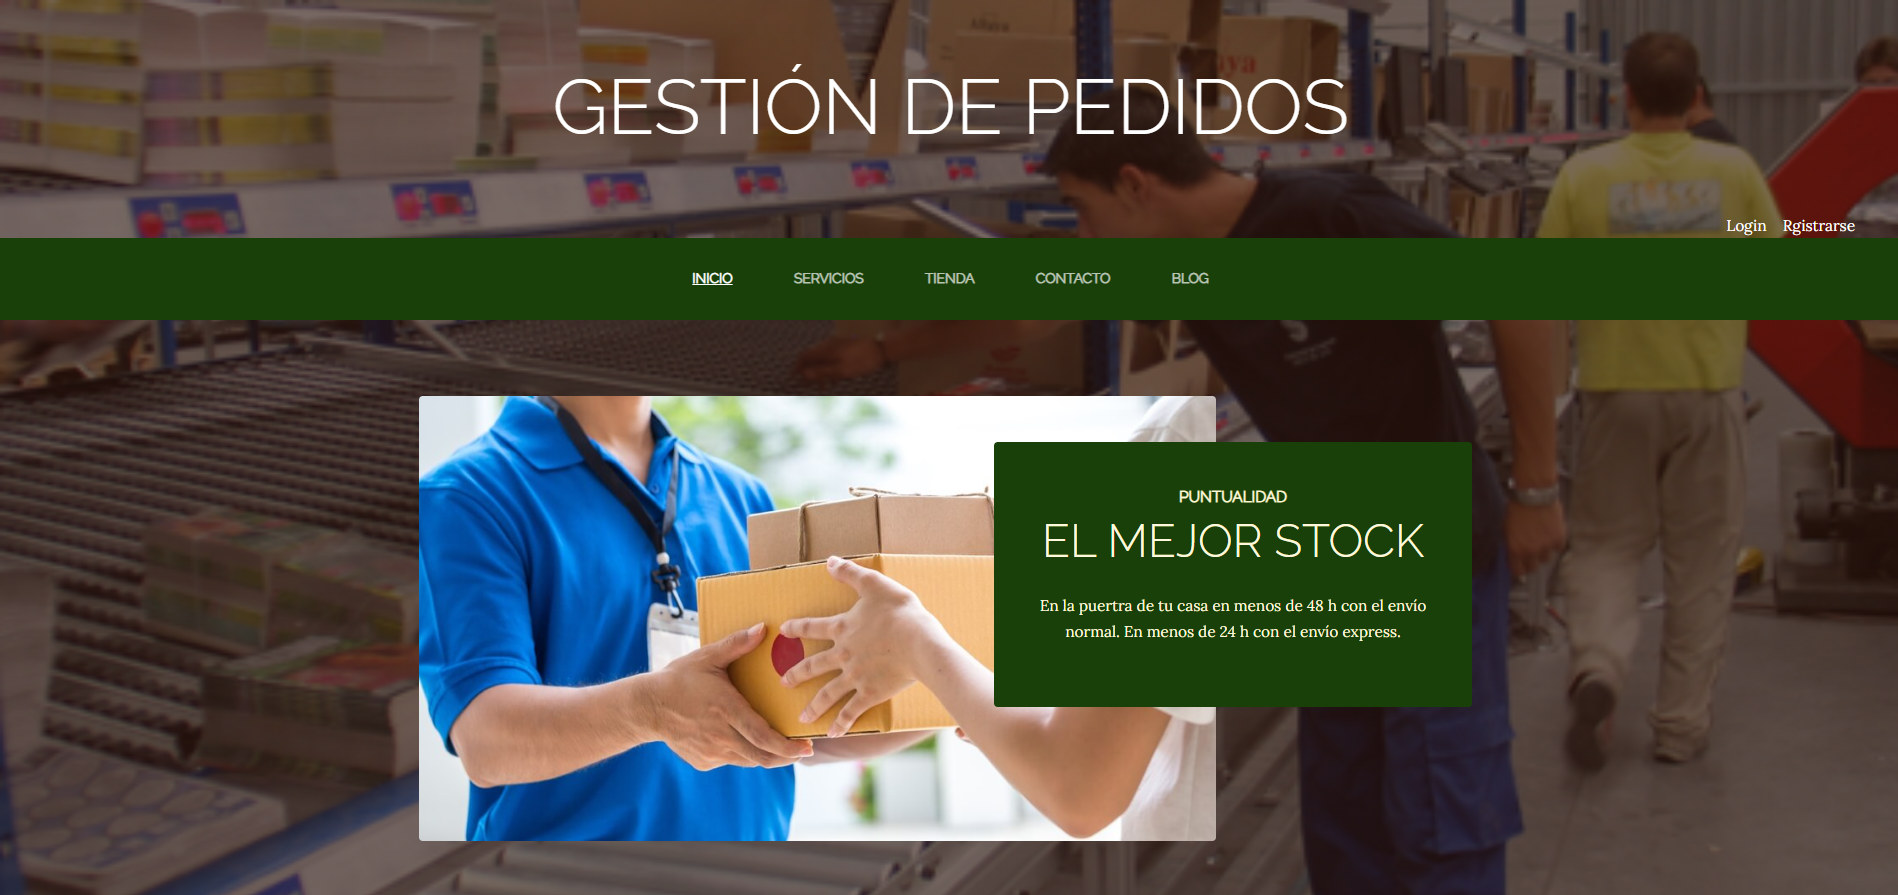 GESTIÓN DE PEDIDOS
Login Rgistrarse
INICIO SERVICIOS TIENDA CONTACTO BLOG
PUNTUALIDAD
EL MEJOR STOCK
En la puertra de tu casa en menos de 48 h con el envío
normal. En menos de 24 h con el envío express.